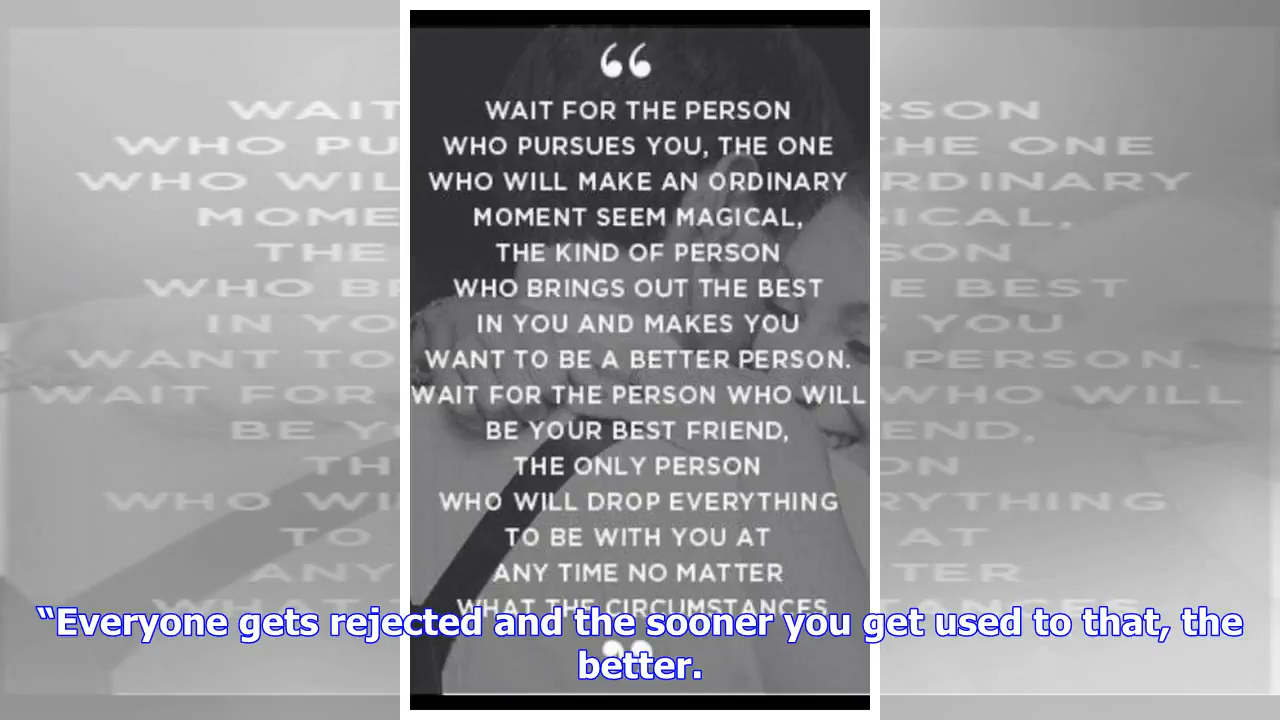 “
WAIT FOR THE PERSON
WHO PURSUES YOU, THE ONE
WHO WILL MAKE AN ORDINARY
MOMENT SEEM MAGICAL,
THE KIND OF PERSON
WHO BRINGS OUT THE BEST
IN YOU AND MAKES YOU
WANT TO BE A BETTER PERSON.
WAIT FOR THE PERSON WHO WILL
BE YOUR BEST FRIEND,
THE ONLY PERSON
WHO WILL DROP EVERYTHING
TO BE WITH YOU AT
ANY TIME NO MATTER
WHAT THE CIRCUMSTANCES
”
“Everyone gets rejected and the sooner you get used to that, the
better.